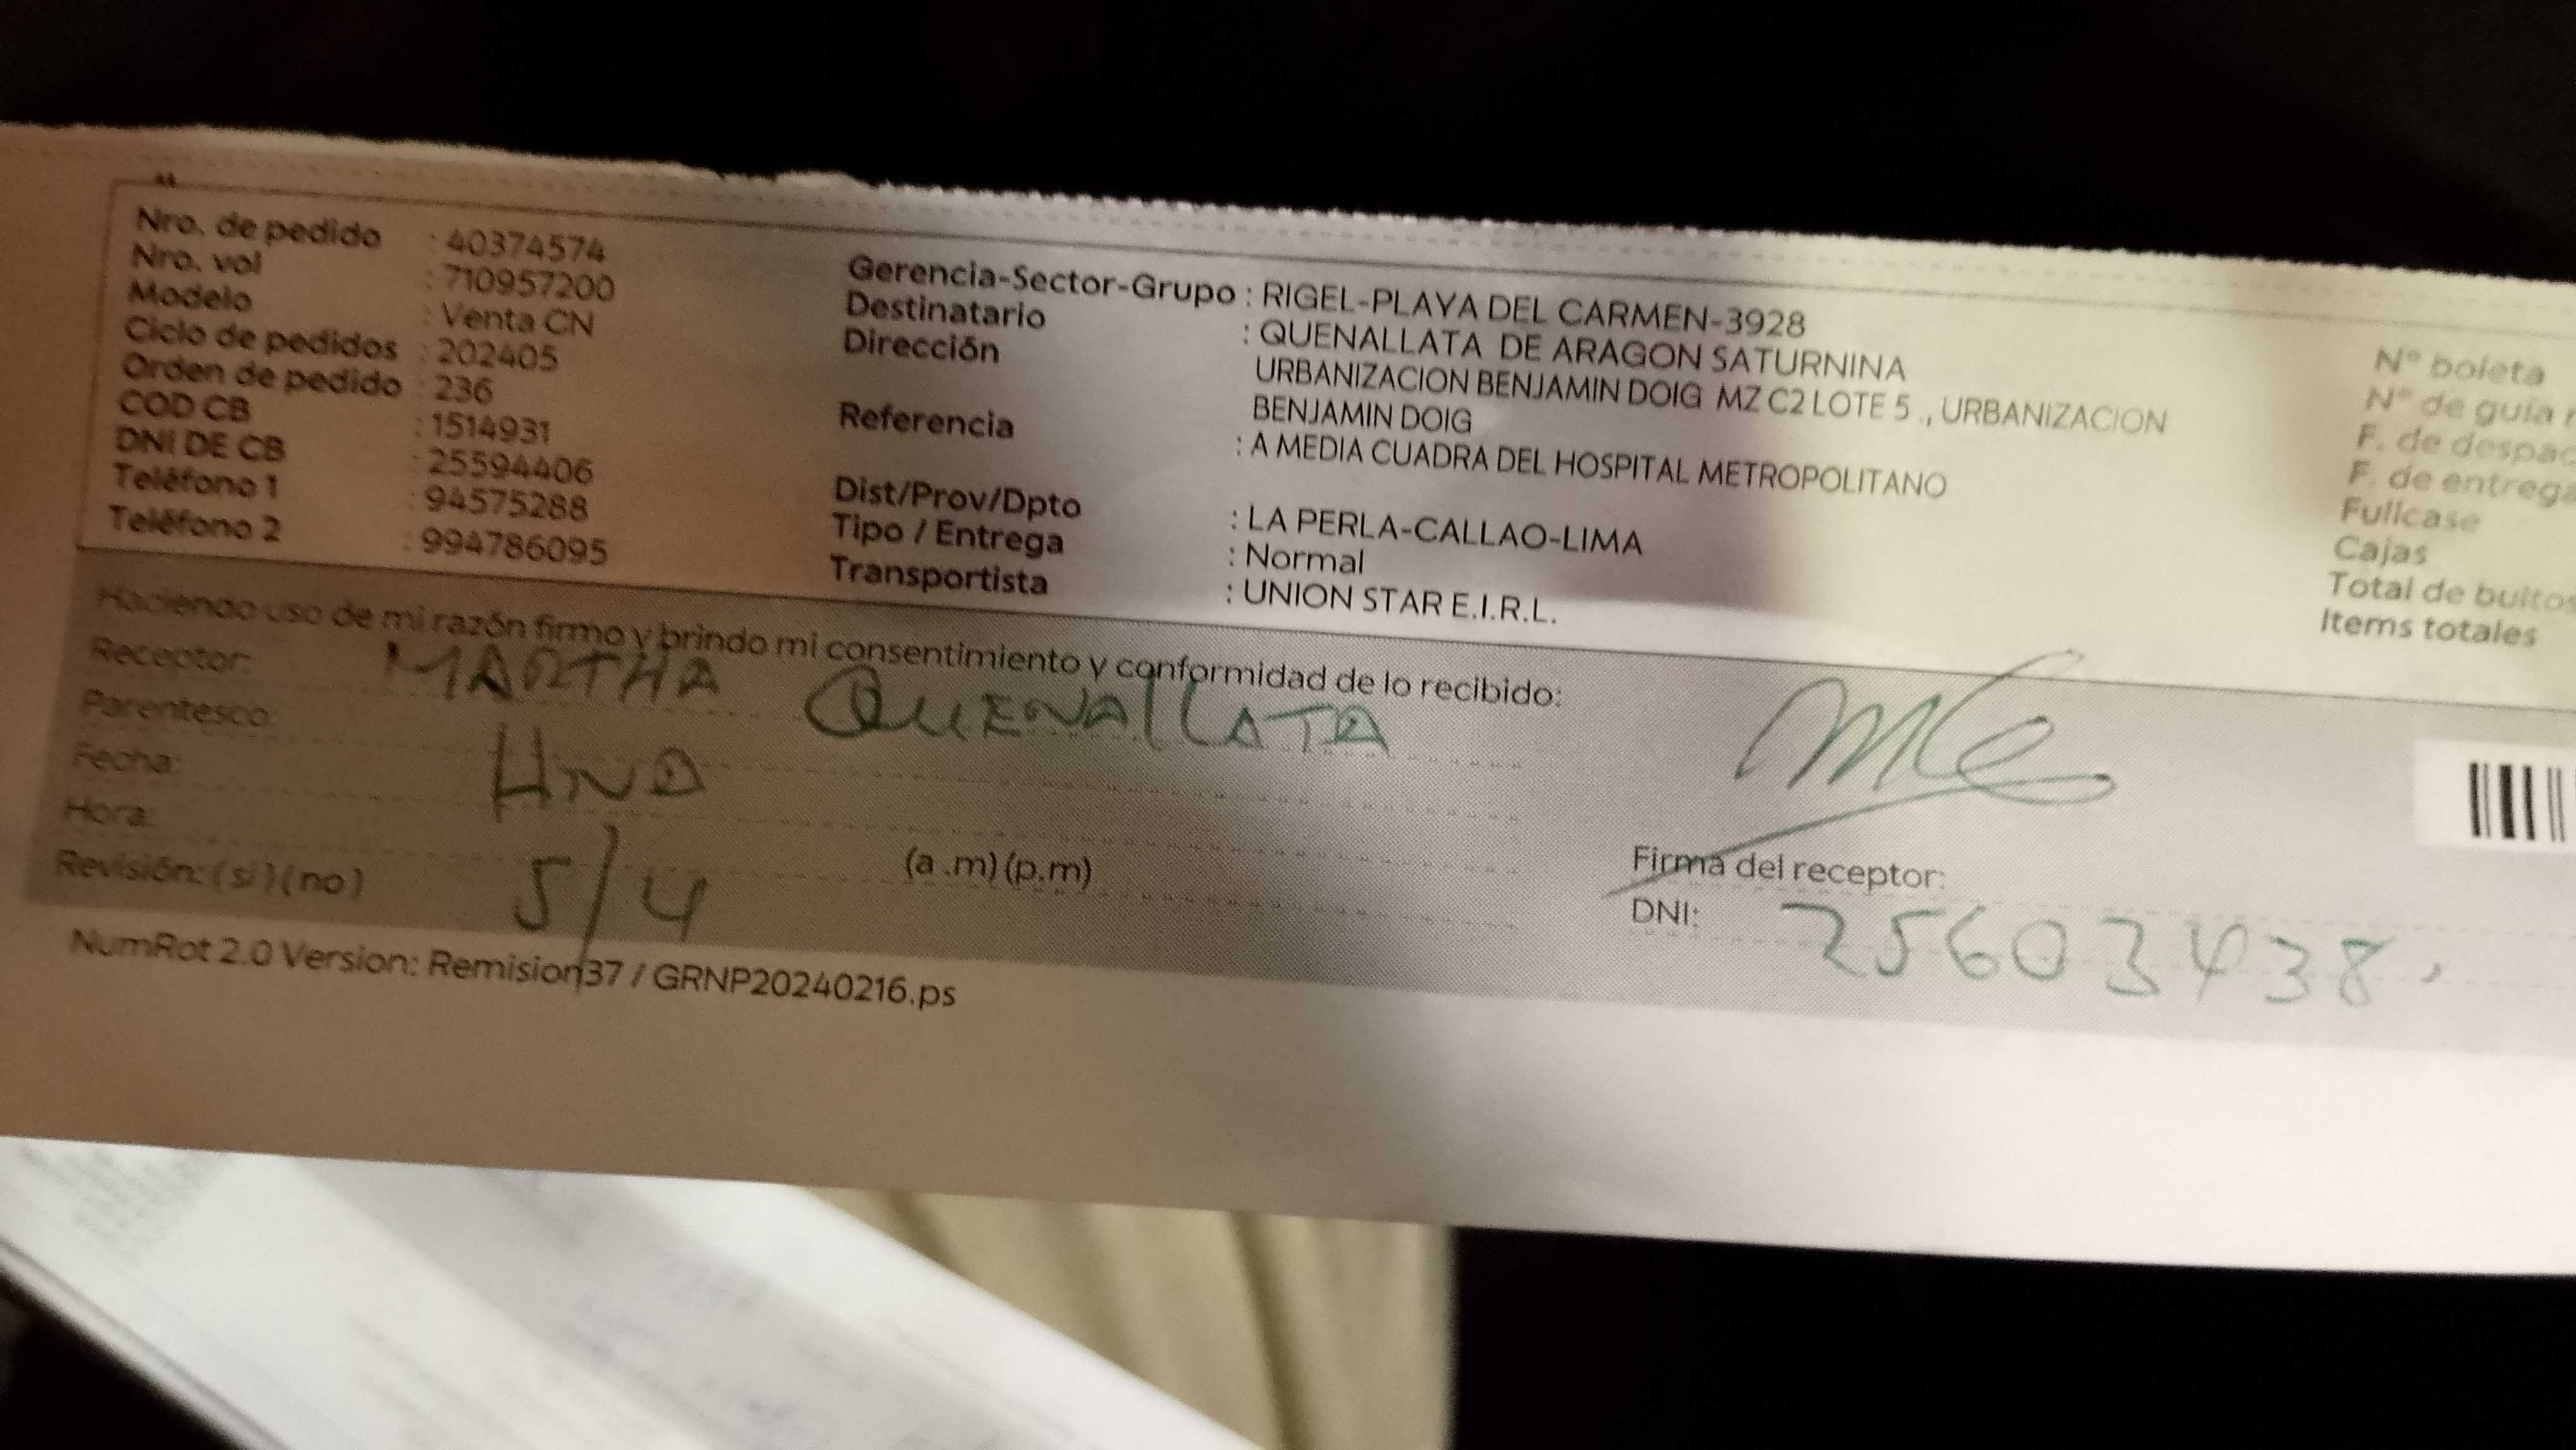 Nro. de pedido : 40374574
Nro. vol : 710957200
Modelo : Venta CN
Ciclo de pedidos : 202405
Orden de pedido : 236
COD CB : 1514931
DNI DE CB : 25594406
Teléfono 1 : 94575288
Teléfono 2 : 994786095
Gerencia-Sector-Grupo : RIGEL-PLAYA DEL CARMEN-3928
Destinatario : QUENALLATA DE ARAGON SATURNINA
Dirección URBANIZACION BENJAMIN DOIG MZ C2 LOTE 5 ., URBANIZACION
BENJAMIN DOIG
Referencia : A MEDIA CUADRA DEL HOSPITAL METROPOLITANO
Dist/Prov/Dpto : LA PERLA-CALLAO-LIMA
Tipo / Entrega : Normal
Transportista : UNION STAR E.I.R.L.
N° boleta
N° de guía
F. de despac
F. de entrega
Fullcase
Cajas
Total de bultos
Items totales
Haciendo uso de mi razón firmo y brindo mi consentimiento y conformidad de lo recibido:
Receptor: MARTHA QUENALLATA
Parentesco: HNA
Fecha: 5/4
Hora: (a .m) (p.m)
Revisión: ( si ) ( no )
Firma del receptor:
DNI: 25603438
NumRot 2.0 Version: Remision37 / GRNP20240216.ps